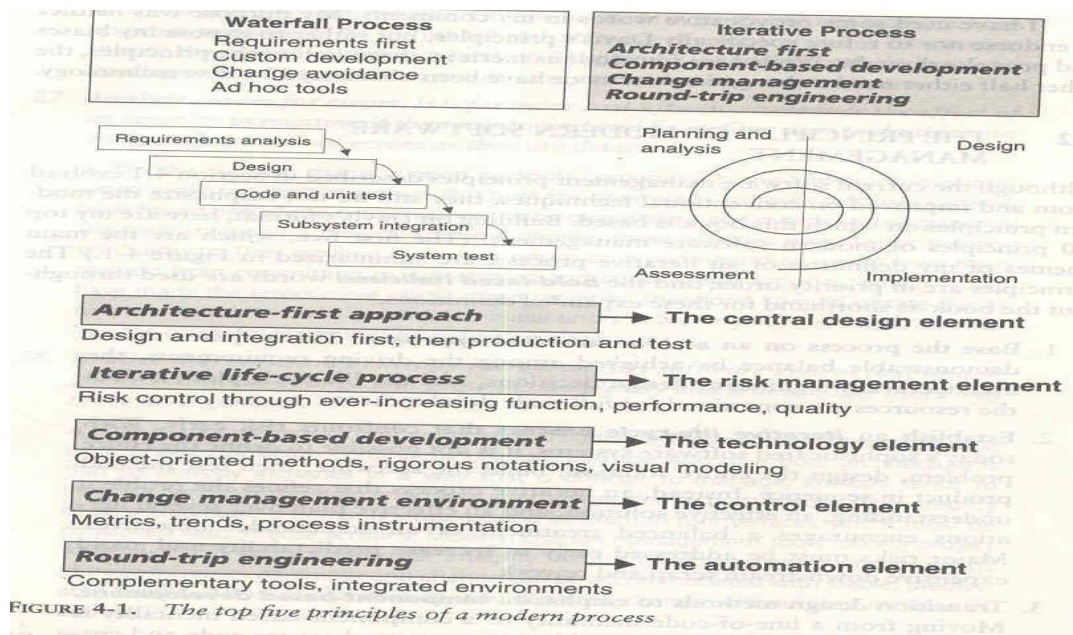 Waterfall Process
Requirements first
Custom development
Change avoidance
Ad hoc tools
Iterative Process
Architecture first
Component-based development
Change management
Round-trip engineering
Requirements analysis
Design
Code and unit test
Subsystem integration
System test
Planning and
analysis
Design
Assessment
Implementation
Architecture-first approach
The central design element
Design and integration first, then production and test
Iterative life-cycle process
The risk management element
Risk control through ever-increasing function, performance, quality
Component-based development
The technology element
Object-oriented methods, rigorous notations, visual modeling
Change management environment
The control element
Metrics, trends, process instrumentation
Round-trip engineering
The automation element
Complementary tools, integrated environments
FIGURE 4-1. The top five principles of a modern process